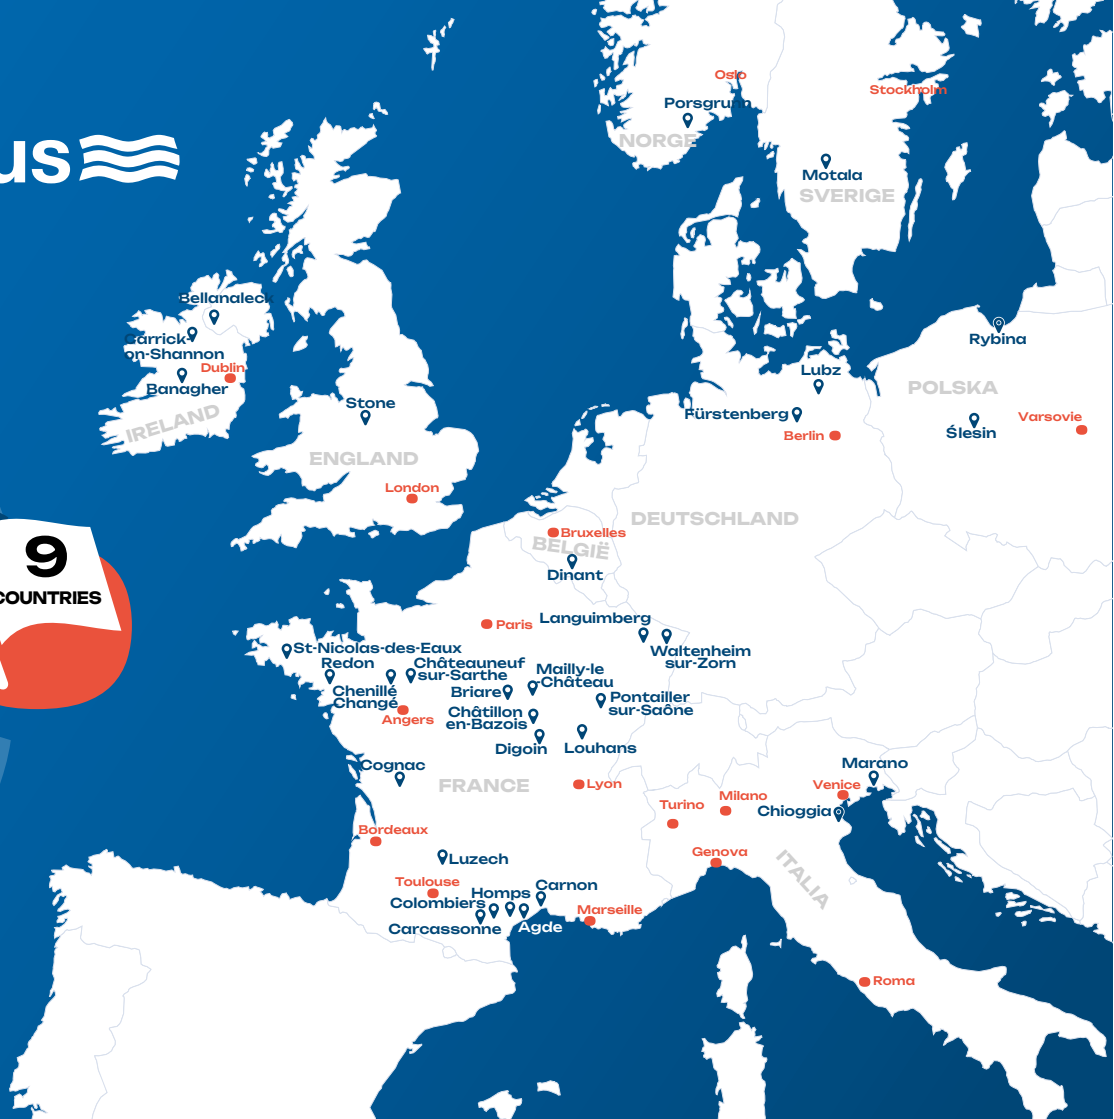 us
9
COUNTRIES
Oslo
Stockholm
Porsgrunn
NORGE
Motala
SVERIGE
Bellanaleck
Carrick-
on-Shannon
Dublin
Banagher
IRELAND
Stone
ENGLAND
London
Rybina
Lubz
POLSKA
Fürstenberg
Varsovie
Berlin
Ślesin
DEUTSCHLAND
Bruxelles
BELGIË
Dinant
Paris
Languimberg
Waltenheim
sur-Zorn
St-Nicolas-des-Eaux
Redon
Châteauneuf
sur-Sarthe
Mailly-le
-Château
Chenillé
Changé
Briare
Pontailler
sur-Saône
Angers
Châtillon
en-Bazois
Digoin
Louhans
Cognac
FRANCE
Lyon
Marano
Venice
Turino
Milano
Chioggia
Bordeaux
Genova
Luzech
ITALIA
Toulouse
Homps
Carnon
Colombiers
Marseille
Carcassonne
Agde
Roma